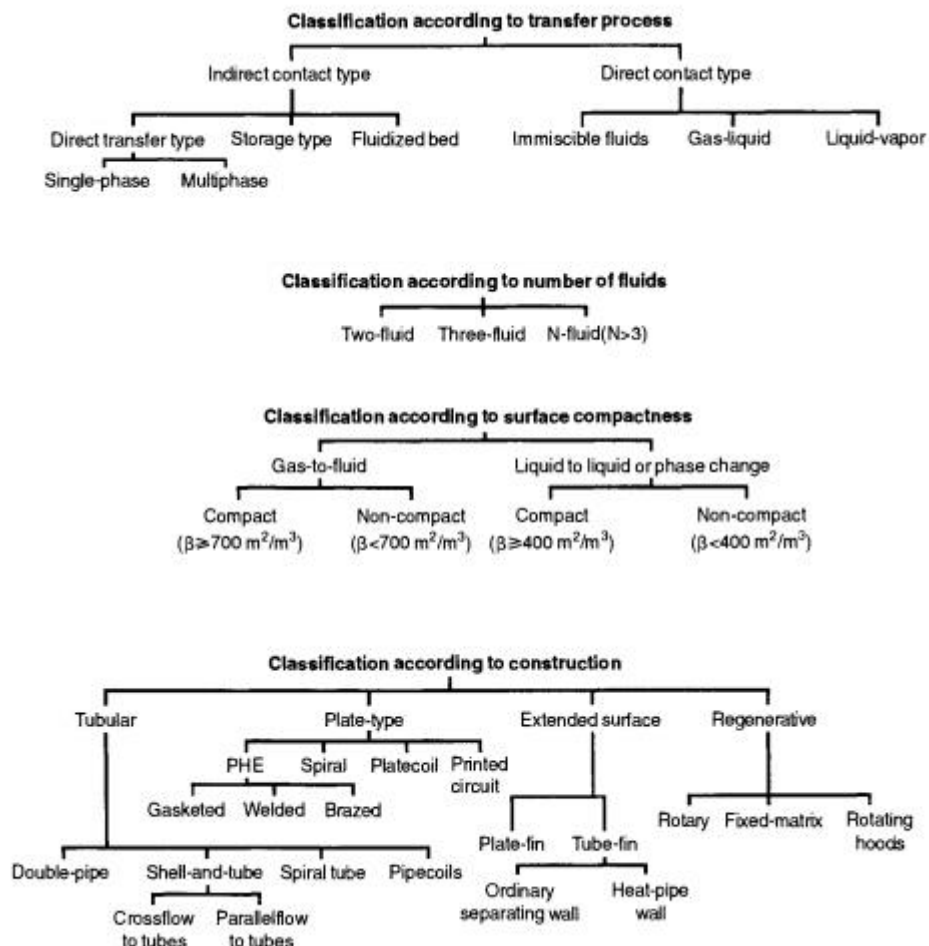 Classification according to transfer process
Indirect contact type Direct contact type
Direct transfer type Storage type Fluidized bed Immiscible fluids Gas-liquid Liquid-vapor
Single-phase Multiphase
Classification according to number of fluids
Two-fluid Three-fluid N-fluid(N>3)
Classification according to surface compactness
Gas-to-fluid Liquid to liquid or phase change
Compact Non-compact Compact Non-compact
(β≥700 m²/m³) (β<700 m²/m³) (β≥400 m²/m³) (β<400 m²/m³)
Classification according to construction
Tubular Plate-type Extended surface Regenerative
PHE Spiral Platecoil Printed
circuit
Gasketed Welded Brazed
Rotary Fixed-matrix Rotating
hoods
Plate-fin Tube-fin
Double-pipe Shell-and-tube Spiral tube Pipecoils
Ordinary
separating wall
Heat-pipe
wall
Crossflow
to tubes
Parallelflow
to tubes